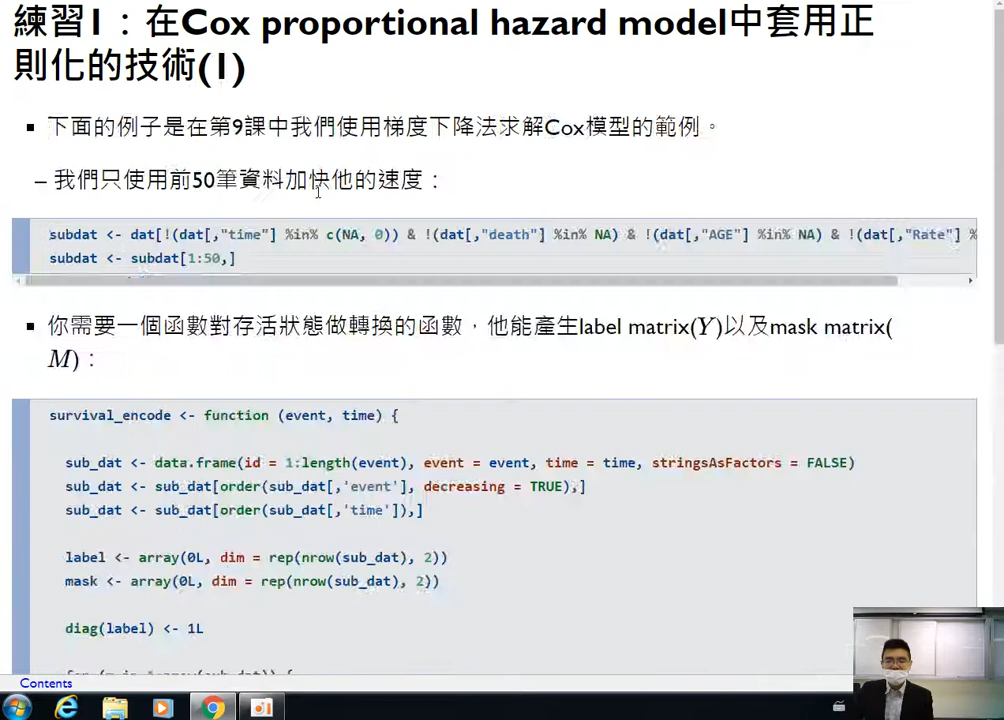 練習1：在Cox proportional hazard model中套用正
則化的技術(1)
下面的例子是在第9課中我們使用梯度下降法求解Cox模型的範例。
– 我們只使用前50筆資料加快他的速度：
subdat <- dat[!(dat[,"time"] %in% c(NA, 0)) & !(dat[,"death"] %in% NA) & !(dat[,"AGE"] %in% NA) & !(dat[,"Rate"] %
subdat <- subdat[1:50,]
你需要一個函數對存活狀態做轉換的函數，他能產生label matrix(Y)以及mask matrix(
M)：
survival_encode <- function (event, time) {
sub_dat <- data.frame(id = 1:length(event), event = event, time = time, stringsAsFactors = FALSE)
sub_dat <- sub_dat[order(sub_dat[,'event'], decreasing = TRUE),]
sub_dat <- sub_dat[order(sub_dat[,'time']),]
label <- array(0L, dim = rep(nrow(sub_dat), 2))
mask <- array(0L, dim = rep(nrow(sub_dat), 2))
diag(label) <- 1L
Contents